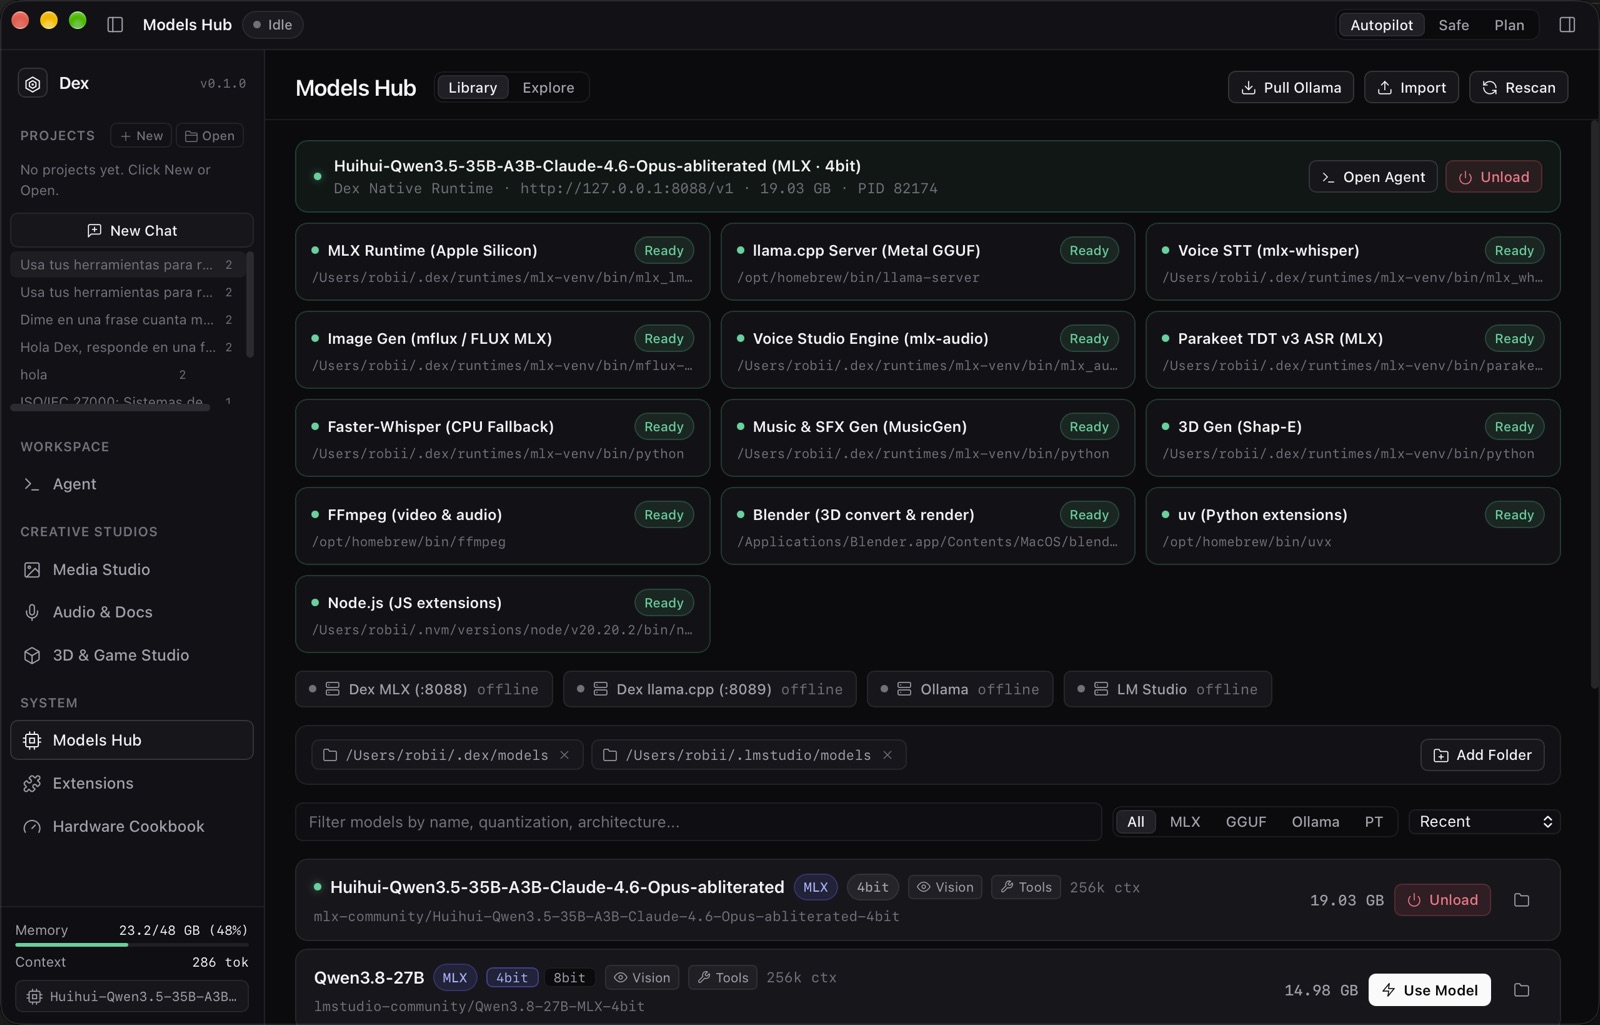 Models Hub
Idle
Autopilot
Safe
Plan
Dex
v0.1.0
PROJECTS
+ New
Open
No projects yet. Click New or
Open.
New Chat
Usa tus herramientas para r... 2
Usa tus herramientas para r... 2
Dime en una frase cuanta m... 2
Hola Dex, responde en una f... 2
hola 2
ISO/IEC 27000: Sistemas de 1
WORKSPACE
Agent
CREATIVE STUDIOS
Media Studio
Audio & Docs
3D & Game Studio
SYSTEM
Models Hub
Extensions
Hardware Cookbook
Memory 23.2/48 GB (48%)
Context 286 tok
Huihui-Qwen3.5-35B-A3B…
Models Hub
Library
Explore
Pull Ollama
Import
Rescan
Huihui-Qwen3.5-35B-A3B-Claude-4.6-Opus-abliterated (MLX · 4bit)
Dex Native Runtime · http://127.0.0.1:8088/v1 · 19.03 GB · PID 82174
Open Agent
Unload
MLX Runtime (Apple Silicon) Ready
/Users/robii/.dex/runtimes/mlx-venv/bin/mlx_lm…
llama.cpp Server (Metal GGUF) Ready
/opt/homebrew/bin/llama-server
Voice STT (mlx-whisper) Ready
/Users/robii/.dex/runtimes/mlx-venv/bin/mlx_wh…
Image Gen (mflux / FLUX MLX) Ready
/Users/robii/.dex/runtimes/mlx-venv/bin/mflux-…
Voice Studio Engine (mlx-audio) Ready
/Users/robii/.dex/runtimes/mlx-venv/bin/mlx_au…
Parakeet TDT v3 ASR (MLX) Ready
/Users/robii/.dex/runtimes/mlx-venv/bin/parake…
Faster-Whisper (CPU Fallback) Ready
/Users/robii/.dex/runtimes/mlx-venv/bin/python
Music & SFX Gen (MusicGen) Ready
/Users/robii/.dex/runtimes/mlx-venv/bin/python
3D Gen (Shap-E) Ready
/Users/robii/.dex/runtimes/mlx-venv/bin/python
FFmpeg (video & audio) Ready
/opt/homebrew/bin/ffmpeg
Blender (3D convert & render) Ready
/Applications/Blender.app/Contents/MacOS/blend…
uv (Python extensions) Ready
/opt/homebrew/bin/uvx
Node.js (JS extensions) Ready
/Users/robii/.nvm/versions/node/v20.20.2/bin/n…
Dex MLX (:8088) offline
Dex llama.cpp (:8089) offline
Ollama offline
LM Studio offline
/Users/robii/.dex/models ×
/Users/robii/.lmstudio/models ×
Add Folder
Filter models by name, quantization, architecture...
All
MLX
GGUF
Ollama
PT
Recent
Huihui-Qwen3.5-35B-A3B-Claude-4.6-Opus-abliterated MLX 4bit Vision Tools 256k ctx
mlx-community/Huihui-Qwen3.5-35B-A3B-Claude-4.6-Opus-abliterated-4bit
19.03 GB
Unload
Qwen3.8-27B MLX 4bit 8bit Vision Tools 256k ctx
lmstudio-community/Qwen3.8-27B-MLX-4bit
14.98 GB
Use Model